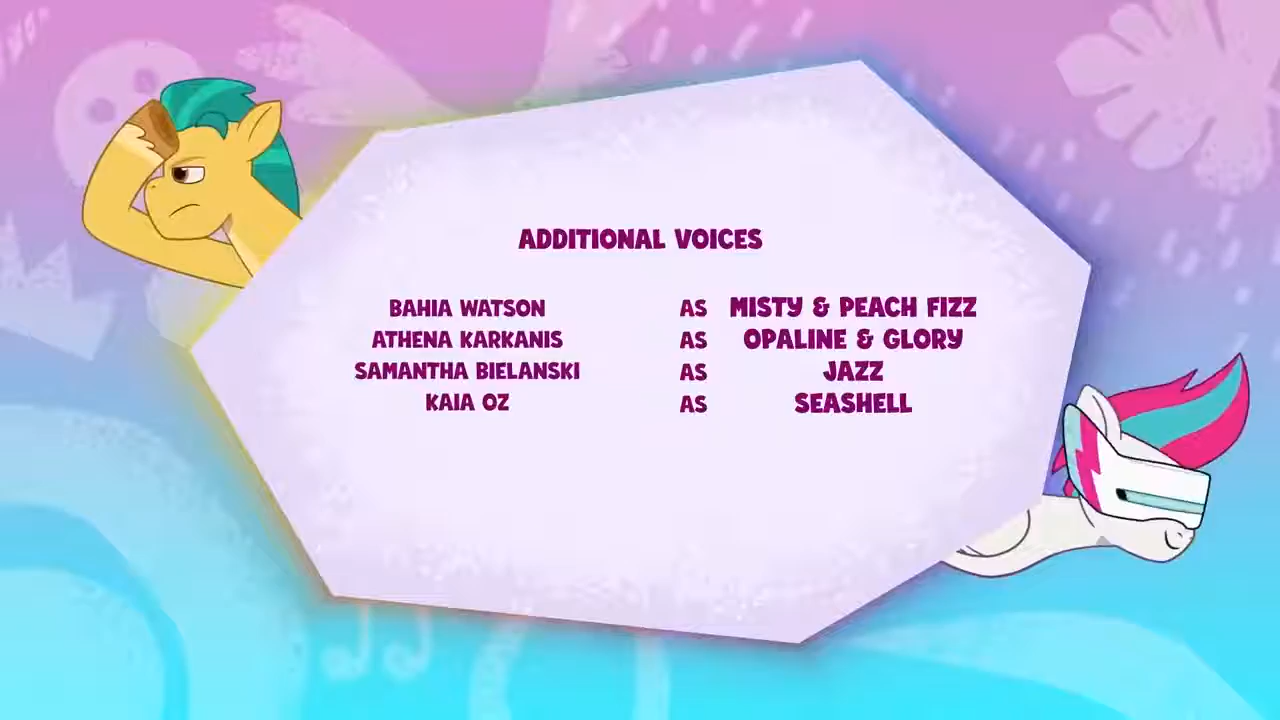 ADDITIONAL VOICES
BAHIA WATSON AS MISTY & PEACH FIZZ
ATHENA KARKANIS AS OPALINE & GLORY
SAMANTHA BIELANSKI AS JAZZ
KAIA OZ AS SEASHELL